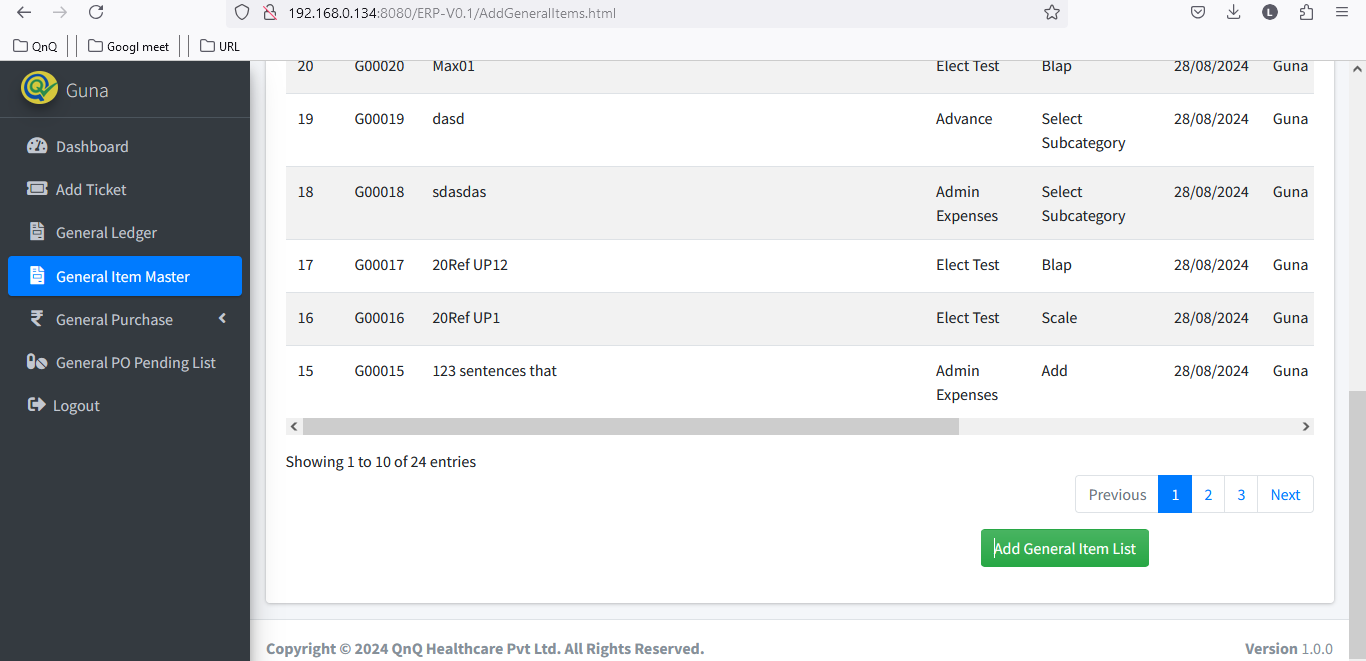 192.168.0.134:8080/ERP-V0.1/AddGeneralItems.html
L
QnQ
Googl meet
URL
Guna
Dashboard
Add Ticket
General Ledger
General Item Master
General Purchase
General PO Pending List
Logout
20 G00020 Max01 Elect Test Blap 28/08/2024 Guna
19 G00019 dasd Advance Select 28/08/2024 Guna
Subcategory
18 G00018 sdasdas Admin Select 28/08/2024 Guna
Expenses Subcategory
17 G00017 20Ref UP12 Elect Test Blap 28/08/2024 Guna
16 G00016 20Ref UP1 Elect Test Scale 28/08/2024 Guna
15 G00015 123 sentences that Admin Add 28/08/2024 Guna
Expenses
Showing 1 to 10 of 24 entries
Previous 1 2 3 Next
Add General Item List
Copyright © 2024 QnQ Healthcare Pvt Ltd. All Rights Reserved. Version 1.0.0